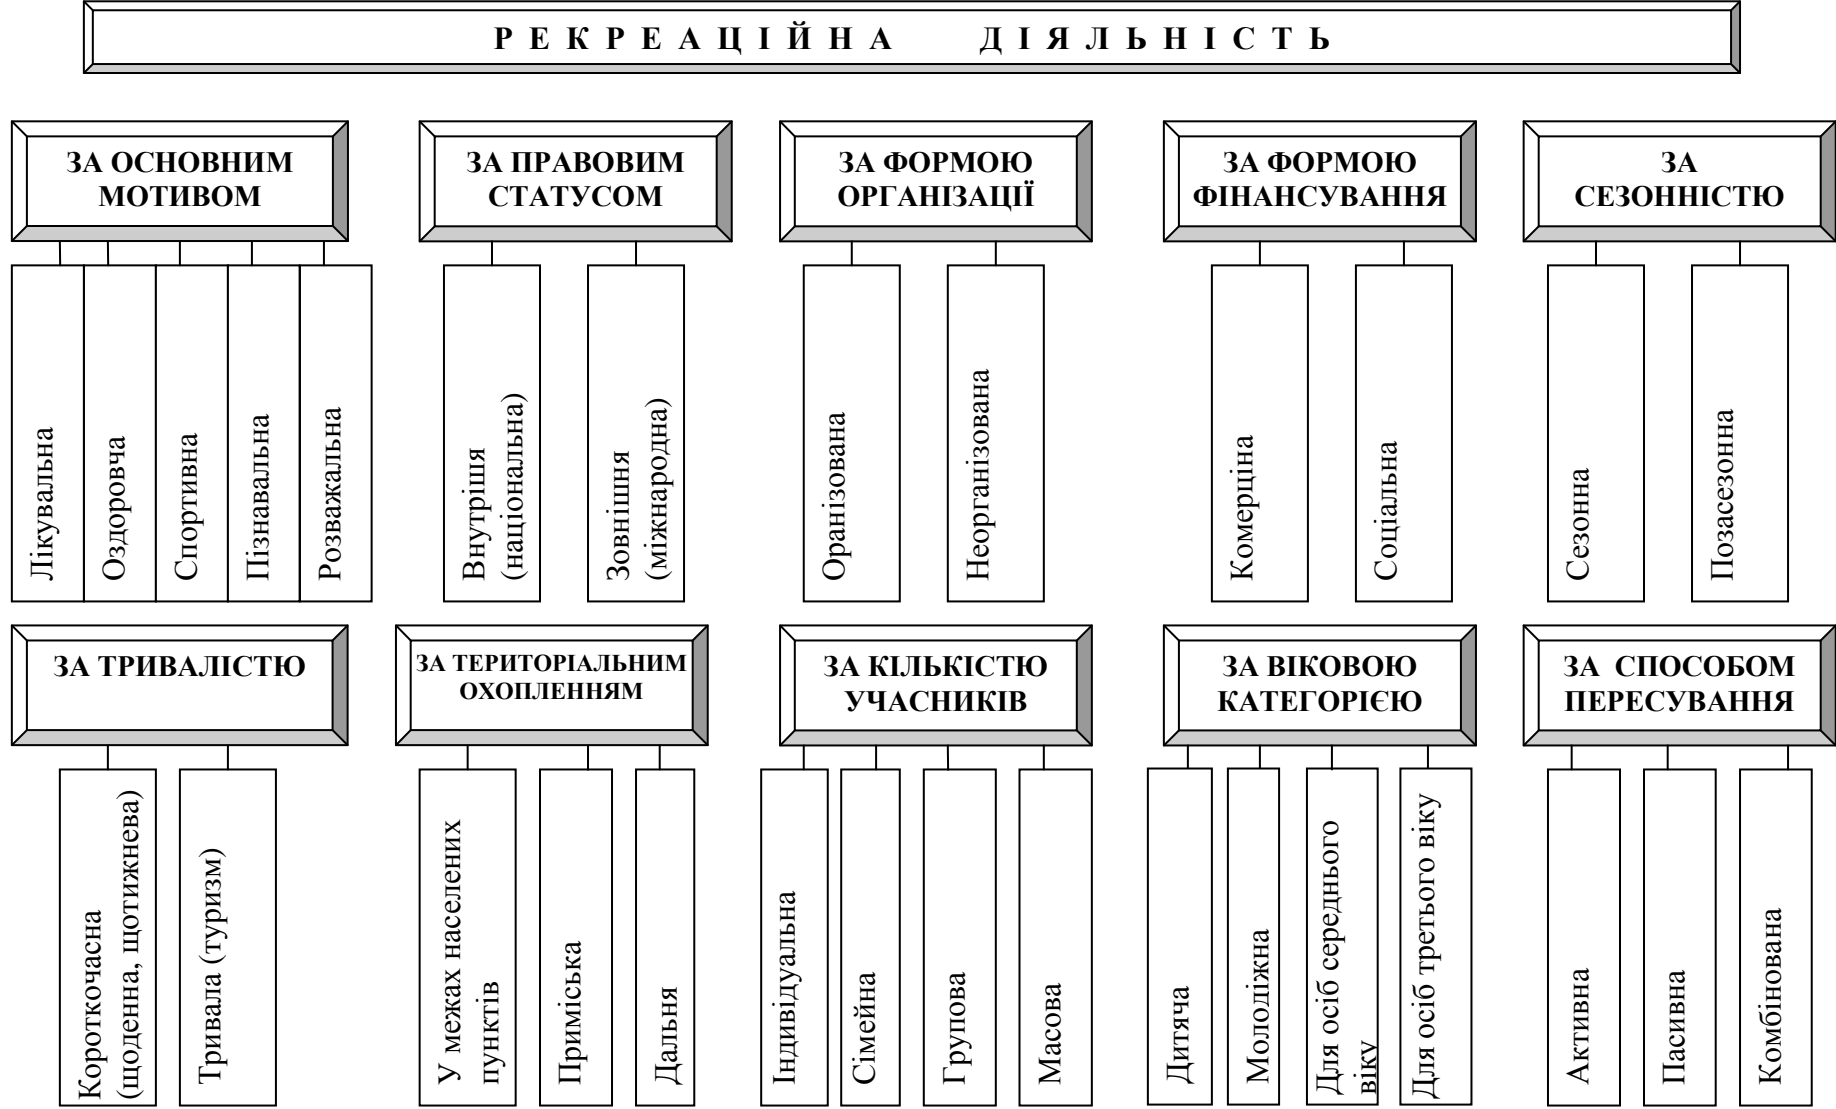 РЕКРЕАЦІЙНА ДІЯЛЬНІСТЬ
ЗА ОСНОВНИМ
МОТИВОМ
ЗА ПРАВОВИМ
СТАТУСОМ
ЗА ФОРМОЮ
ОРГАНІЗАЦІЇ
ЗА ФОРМОЮ
ФІНАНСУВАННЯ
ЗА
СЕЗОННІСТЮ
Лікувальна
Оздоровча
Спортивна
Пізнавальна
Розважальна
Внутрішя
(національна)
Зовнішня
(міжнародна)
Оранізована
Неорганізована
Комерціна
Соціальна
Сезонна
Позасезонна
ЗА ТРИВАЛІСТЮ
ЗА ТЕРИТОРІАЛЬНИМ
ОХОПЛЕННЯМ
ЗА КІЛЬКІСТЮ
УЧАСНИКІВ
ЗА ВІКОВОЮ
КАТЕГОРІЄЮ
ЗА СПОСОБОМ
ПЕРЕСУВАННЯ
Короткочасна
(щоденна, щотижнева)
Тривала (туризм)
У межах населених
пунктів
Приміська
Дальня
Індивідуальна
Сімейна
Групова
Масова
Дитяча
Молодіжна
Для осіб середнього
віку
Для осіб третього віку
Активна
Пасивна
Комбінована